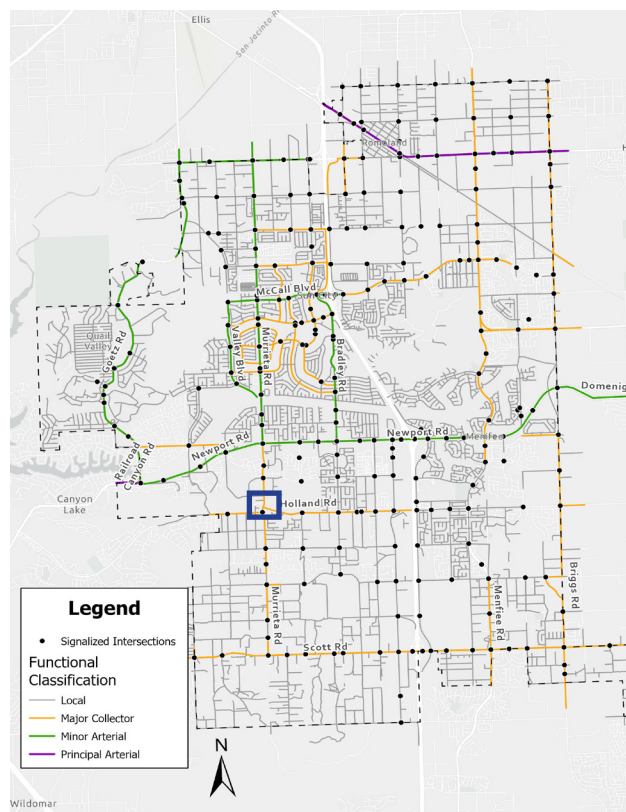 Ellis
San Jacinto Ri
Romoland
H
McCall Blvd
Sun City
Quail
Valley
Goetz Rd
Valley Blvd
Murrieta Rd
Bradley Rd
Domenig
Newport Rd
Newport Rd
Menifee
Railroad
Canyon Rd
Canyon
Lake
Holland Rd
Murrieta Rd
Menfiee Rd
Briggs Rd
Scott Rd
Legend
Signalized Intersections
Functional
Classification
Local
Major Collector
Minor Arterial
Principal Arterial
N
Wildomar